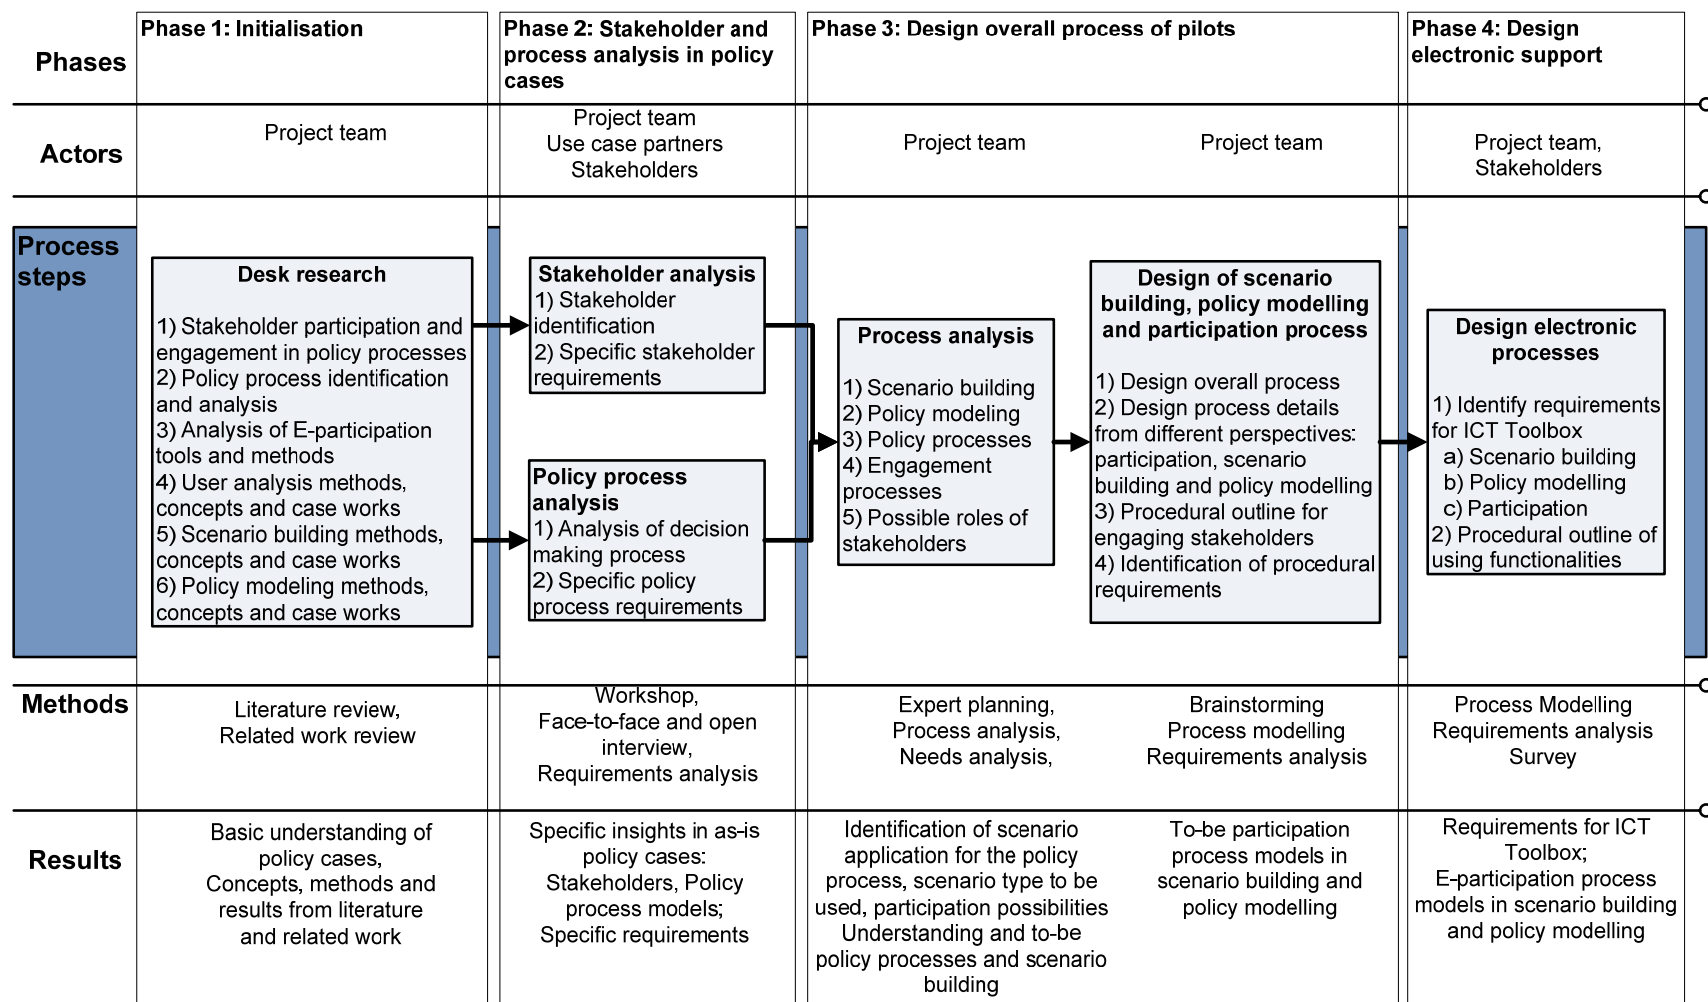 Phases
Phase 1: Initialisation
Phase 2: Stakeholder and
process analysis in policy
cases
Phase 3: Design overall process of pilots
Phase 4: Design
electronic support
Actors
Project team
Project team
Use case partners
Stakeholders
Project team
Project team
Project team,
Stakeholders
Process
steps
Desk research
1) Stakeholder participation and
engagement in policy processes
2) Policy process identification
and analysis
3) Analysis of E-participation
tools and methods
4) User analysis methods,
concepts and case works
5) Scenario building methods,
concepts and case works
6) Policy modeling methods,
concepts and case works
Stakeholder analysis
1) Stakeholder
identification
2) Specific stakeholder
requirements
Policy process
analysis
1) Analysis of decision
making process
2) Specific policy
process requirements
Process analysis
1) Scenario building
2) Policy modeling
3) Policy processes
4) Engagement
processes
5) Possible roles of
stakeholders
Design of scenario
building, policy modelling
and participation process
1) Design overall process
2) Design process details
from different perspectives:
participation, scenario
building and policy modelling
3) Procedural outline for
engaging stakeholders
4) Identification of procedural
requirements
Design electronic
processes
1) Identify requirements
for ICT Toolbox
a) Scenario building
b) Policy modelling
c) Participation
2) Procedural outline of
using functionalities
Methods
Literature review,
Related work review
Workshop,
Face-to-face and open
interview,
Requirements analysis
Expert planning,
Process analysis,
Needs analysis,
Brainstorming
Process modelling
Requirements analysis
Process Modelling
Requirements analysis
Survey
Results
Basic understanding of
policy cases,
Concepts, methods and
results from literature
and related work
Specific insights in as-is
policy cases:
Stakeholders, Policy
process models;
Specific requirements
Identification of scenario
application for the policy
process, scenario type to be
used, participation possibilities
Understanding and to-be
policy processes and scenario
building
To-be participation
process models in
scenario building and
policy modelling
Requirements for ICT
Toolbox;
E-participation process
models in scenario building
and policy modelling